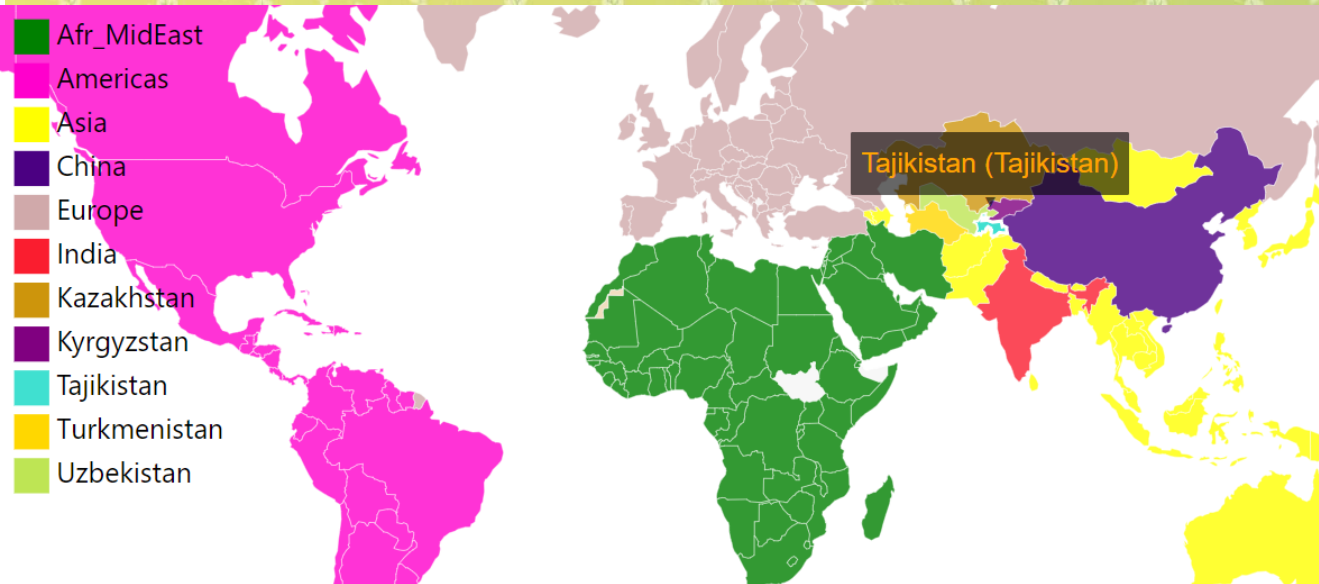 Afr_MidEast
Americas
Asia
China
Europe
India
Kazakhstan
Kyrgyzstan
Tajikistan
Turkmenistan
Uzbekistan
Tajikistan (Tajikistan)